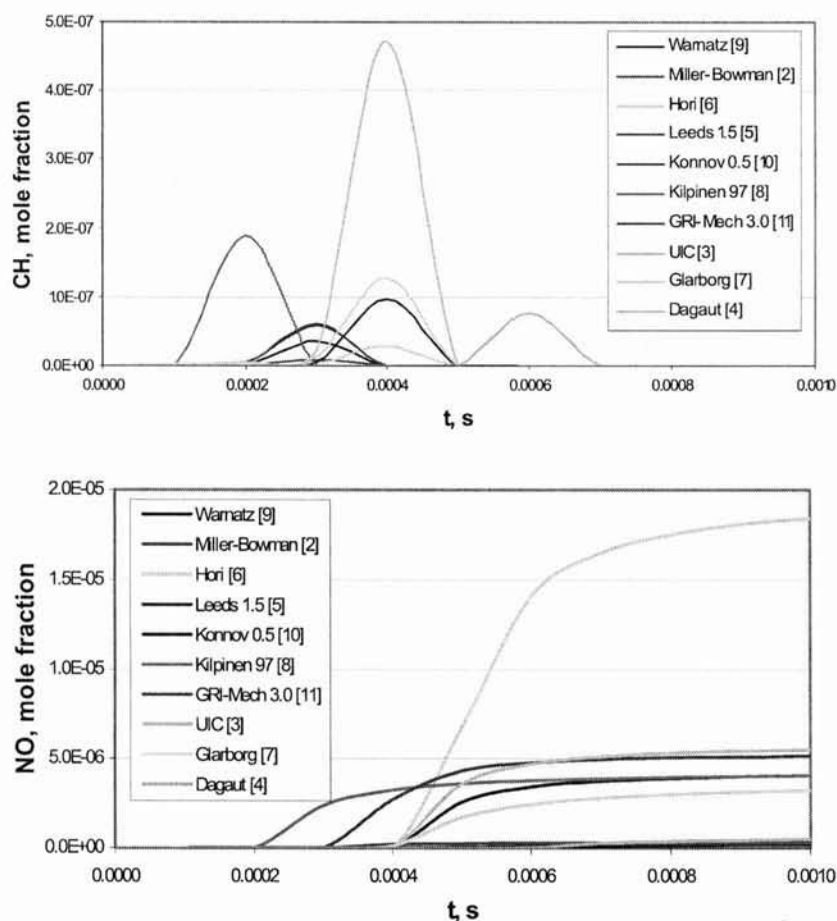 5.0E-07
4.0E-07
3.0E-07
2.0E-07
1.0E-07
0.0E+00
CH, mole fraction
0.0000 0.0002 0.0004 0.0006 0.0008 0.0010
t, s
Warnatz [9]
Miller-Bowman [2]
Hori [6]
Leeds 1.5 [5]
Konnov 0.5 [10]
Kilpinen 97 [8]
GRI-Mech 3.0 [11]
UIC [3]
Glarborg [7]
Dagaut [4]
2.0E-05
1.5E-05
1.0E-05
5.0E-06
0.0E+00
NO, mole fraction
Warnatz [9]
Miller-Bowman [2]
Hori [6]
Leeds 1.5 [5]
Konnov 0.5 [10]
Kilpinen 97 [8]
GRI-Mech 3.0 [11]
UIC [3]
Glarborg [7]
Dagaut [4]
0.0000 0.0002 0.0004 0.0006 0.0008 0.0010
t, s